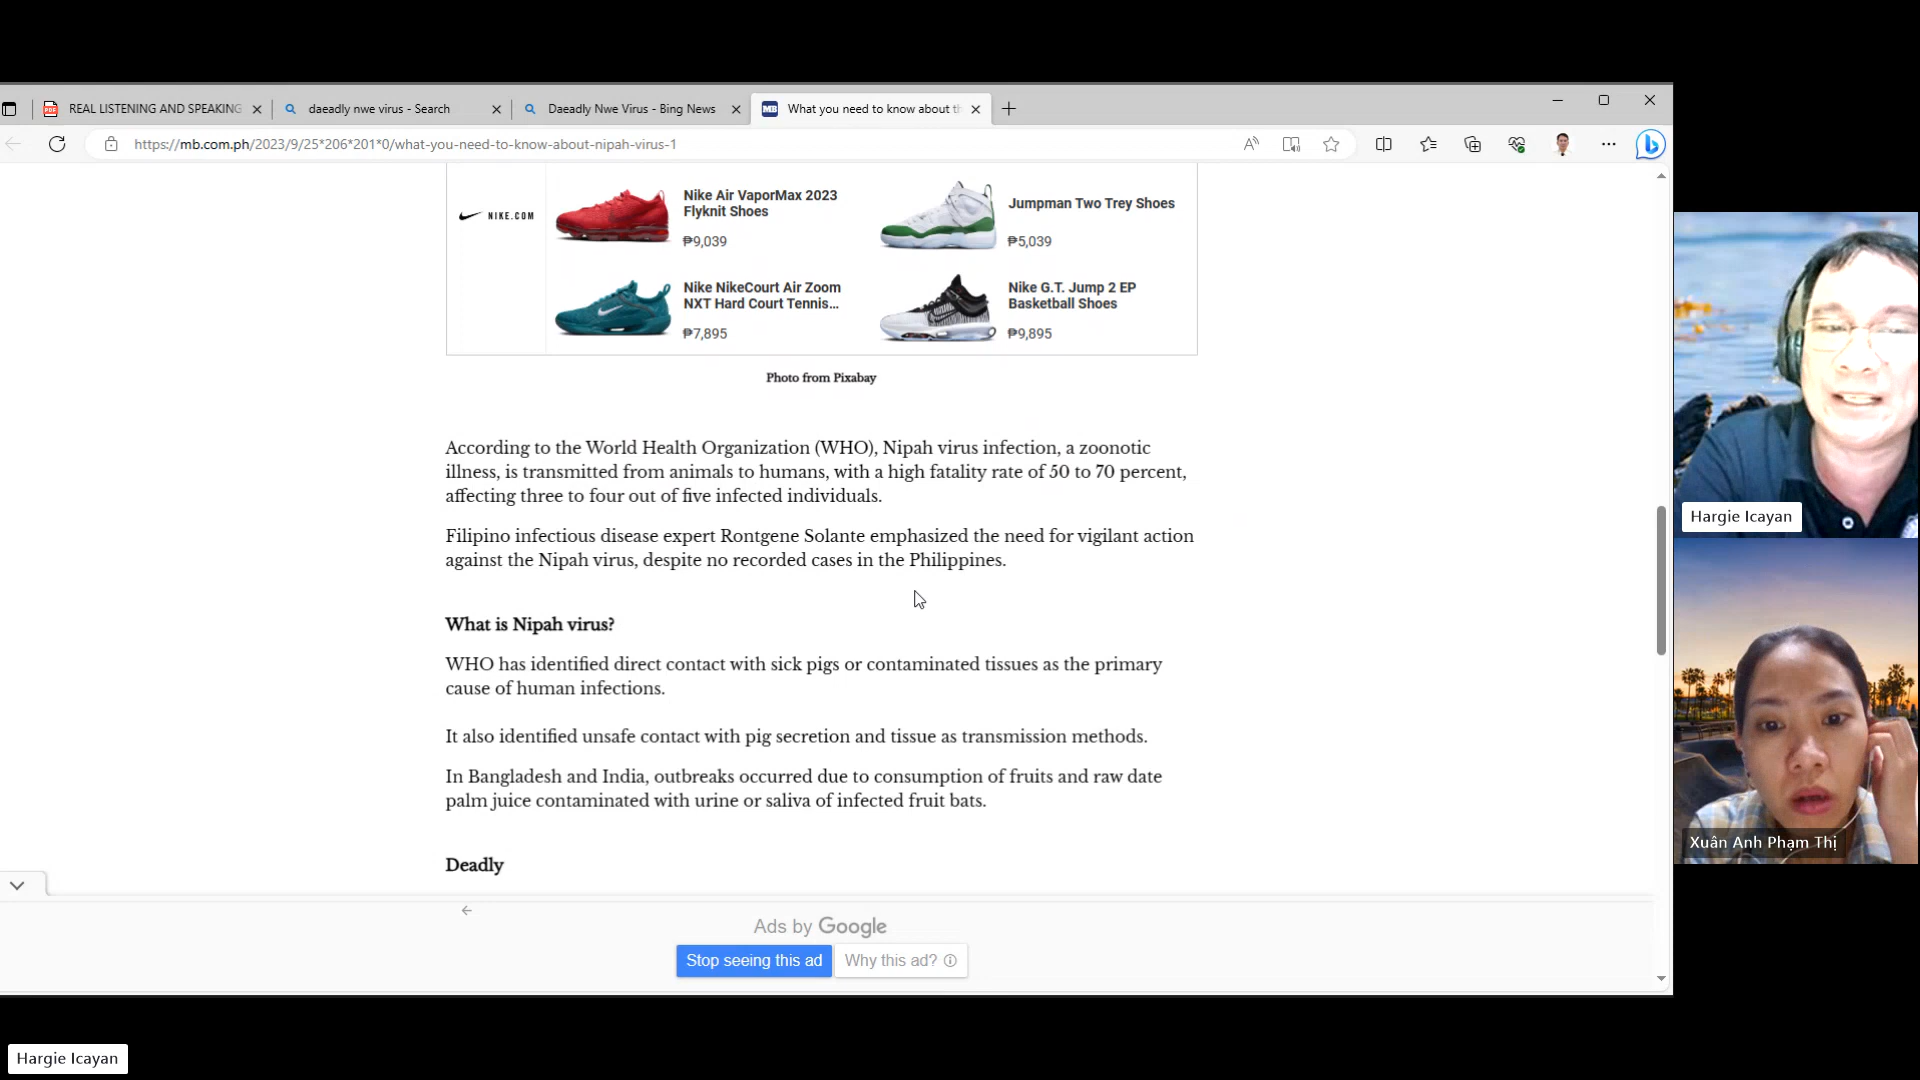 REAL LISTENING AND SPEAKING
daeadly nwe virus - Search
Daeadly Nwe Virus - Bing News
What you need to know about th
https://mb.com.ph/2023/9/25*206*201*0/what-you-need-to-know-about-nipah-virus-1
NIKE.COM
Nike Air VaporMax 2023
Flyknit Shoes
₱9,039
Jumpman Two Trey Shoes
₱5,039
Nike NikeCourt Air Zoom
NXT Hard Court Tennis...
₱7,895
Nike G.T. Jump 2 EP
Basketball Shoes
₱9,895
Photo from Pixabay
According to the World Health Organization (WHO), Nipah virus infection, a zoonotic
illness, is transmitted from animals to humans, with a high fatality rate of 50 to 70 percent,
affecting three to four out of five infected individuals.
Filipino infectious disease expert Rontgene Solante emphasized the need for vigilant action
against the Nipah virus, despite no recorded cases in the Philippines.
What is Nipah virus?
WHO has identified direct contact with sick pigs or contaminated tissues as the primary
cause of human infections.
It also identified unsafe contact with pig secretion and tissue as transmission methods.
In Bangladesh and India, outbreaks occurred due to consumption of fruits and raw date
palm juice contaminated with urine or saliva of infected fruit bats.
Deadly
Ads by Google
Stop seeing this ad
Why this ad?
Hargie Icayan
Xuân Anh Phạm Thị
Hargie Icayan